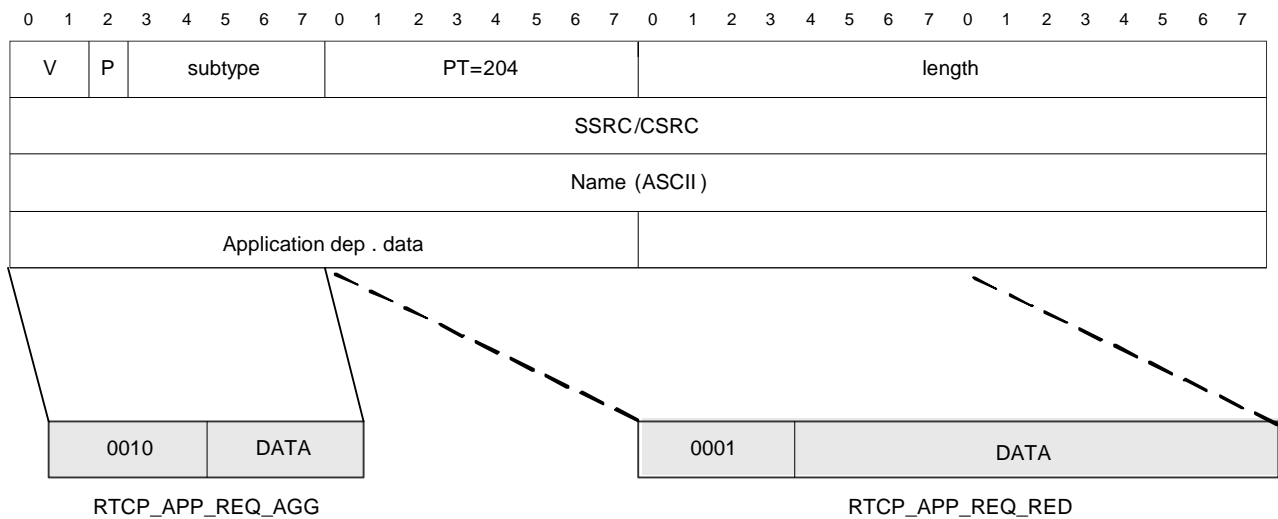 0 1 2 3 4 5 6 7 0 1 2 3 4 5 6 7 0 1 2 3 4 5 6 7 0 1 2 3 4 5 6 7
V P subtype PT=204 length
SSRC/CSRC
Name (ASCII)
Application dep . data
0010 DATA 0001 DATA
RTCP_APP_REQ_AGG RTCP_APP_REQ_RED